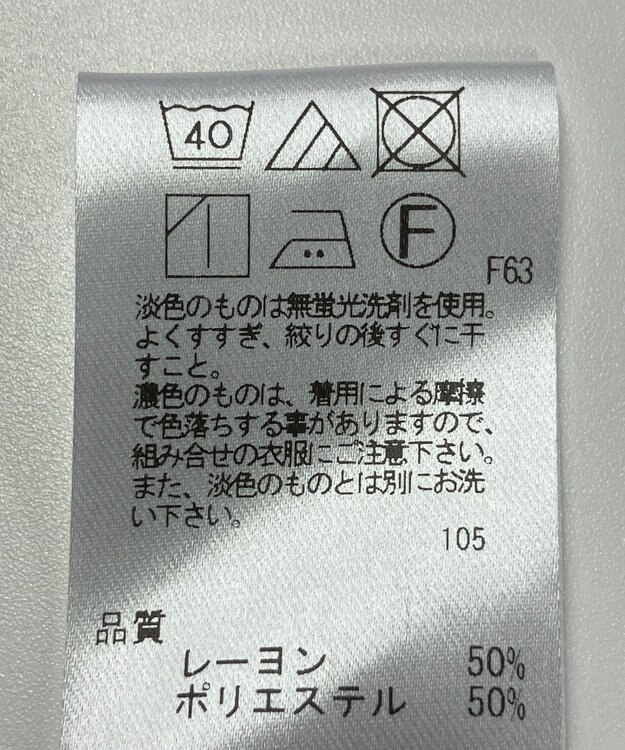 40
F
F63
淡色のものは無蛍光洗剤を使用。
よくすすぎ、絞りの後すぐに干
すこと。
濃色のものは、着用による摩擦
で色落ちする事がありますので、
組み合せの衣服にご注意下さい。
また、淡色のものとは別にお洗
い下さい。
105
品質
レーヨン 50%
ポリエステル 50%